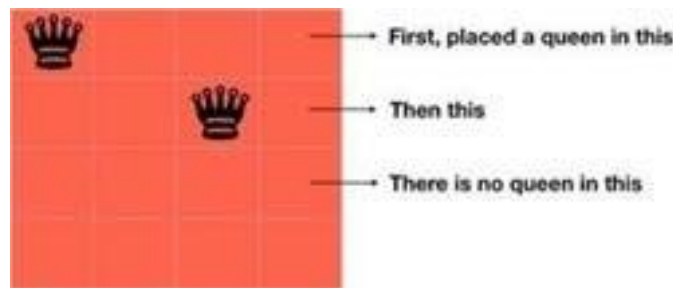 First, placed a queen in this
Then this
There is no queen in this